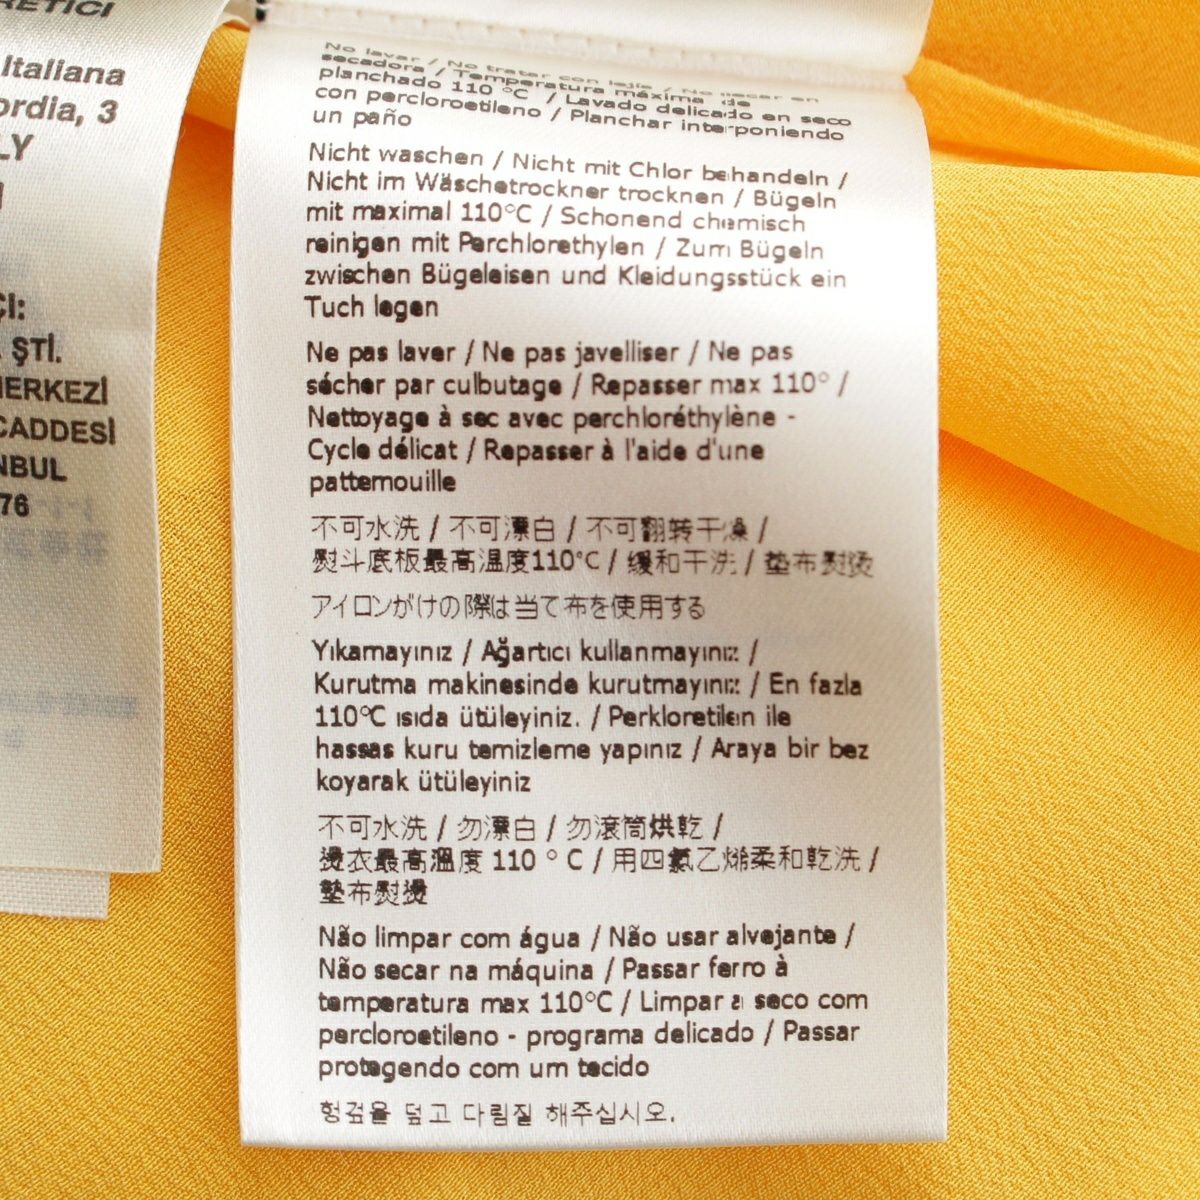 RETICI
Italiana
ordia, 3
LY
ÇI:
ŞTİ.
MERKEZİ
CADDESİ
NBUL
76
No lavar / No tratar con lejía / No secar en
secadora / Temperatura máxima de
planchado 110 °C / Lavado delicado en seco
con percloroetileno / Planchar interponiendo
un paño
Nicht waschen / Nicht mit Chlor behandeln /
Nicht im Wäschetrockner trocknen / Bügeln
mit maximal 110°C / Schonend chemisch
reinigen mit Perchlorethylen / Zum Bügeln
zwischen Bügeleisen und Kleidungsstück ein
Tuch legen
Ne pas laver / Ne pas javelliser / Ne pas
sécher par culbutage / Repasser max 110° /
Nettoyage à sec avec perchloréthylène -
Cycle délicat / Repasser à l'aide d'une
pattemouille
不可水洗 / 不可漂白 / 不可翻转干燥 /
熨斗底板最高温度110°C / 缓和干洗 / 垫布熨烫
アイロンがけの際は当て布を使用する
Yıkamayınız / Ağartıcı kullanmayınız /
Kurutma makinesinde kurutmayınız / En fazla
110°C ısıda ütüleyiniz. / Perkloretilen ile
hassas kuru temizleme yapınız / Araya bir bez
koyarak ütüleyiniz
不可水洗 / 勿漂白 / 勿滾筒烘乾 /
燙衣最高溫度 110 ° C / 用四氯乙烯柔和乾洗 /
墊布熨燙
Não limpar com água / Não usar alvejante /
Não secar na máquina / Passar ferro à
temperatura max 110°C / Limpar a seco com
percloroetileno - programa delicado / Passar
protegendo com um tecido
헝겊을 덮고 다림질 해주십시오.